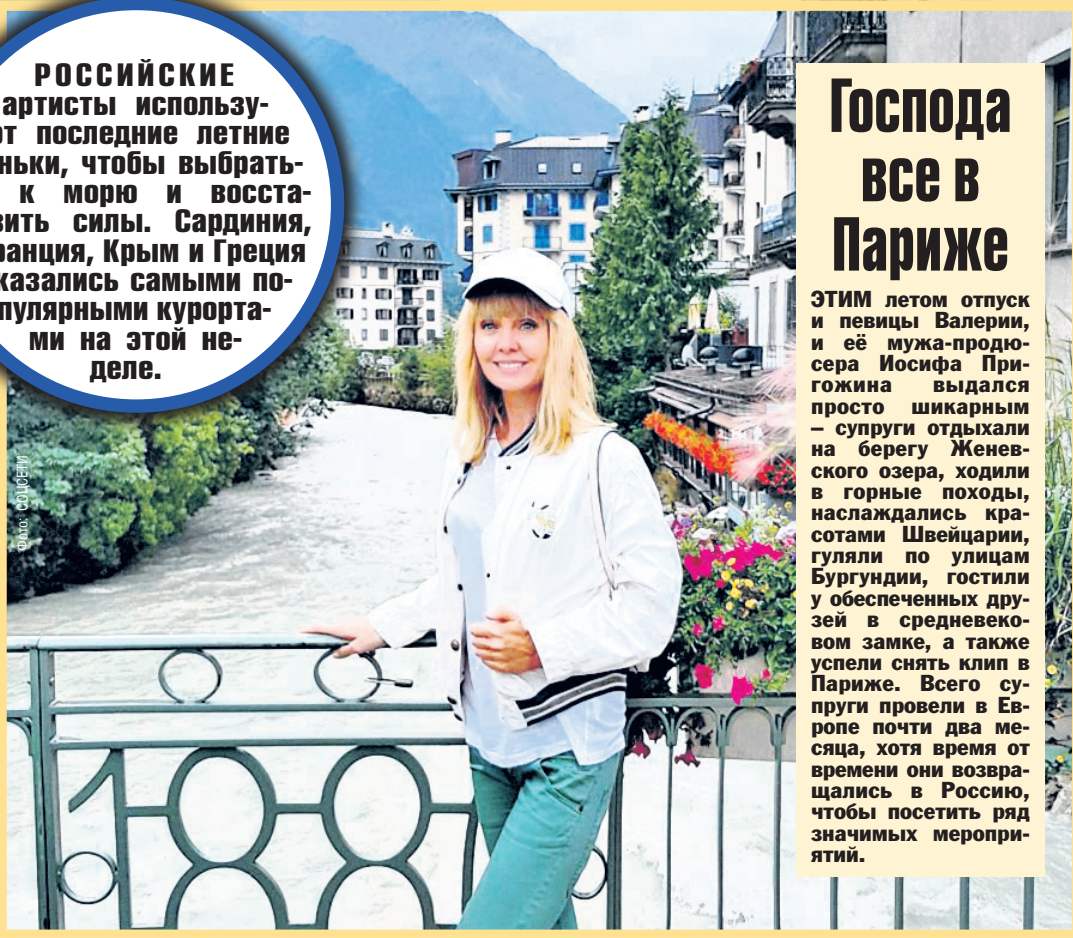 РОССИЙСКИЕ
артисты использу-
от последние летние
ньки, чтобы выбрать-
к морю и восста-
вить силы. Сардиния,
ранция, Крым и Греция
казались самыми по-
пулярными курорта-
ми на этой не-
деле.
Фото: СОЦСЕТИ
Господа
все в
Париже
ЭТИМ летом отпуск
и певицы Валерии,
и её мужа-продю-
сера Иосифа При-
гожина выдался
просто шикарным
– супруги отдыхали
на берегу Женев-
ского озера, ходили
в горные походы,
наслаждались кра-
сотами Швейцарии,
гуляли по улицам
Бургундии, гостили
у обеспеченных дру-
зей в средневеко-
вом замке, а также
успели снять клип в
Париже. Всего су-
пруги провели в Ев-
ропе почти два ме-
сяца, хотя время от
времени они возвра-
щались в Россию,
чтобы посетить ряд
значимых меропри-
ятий.
1887